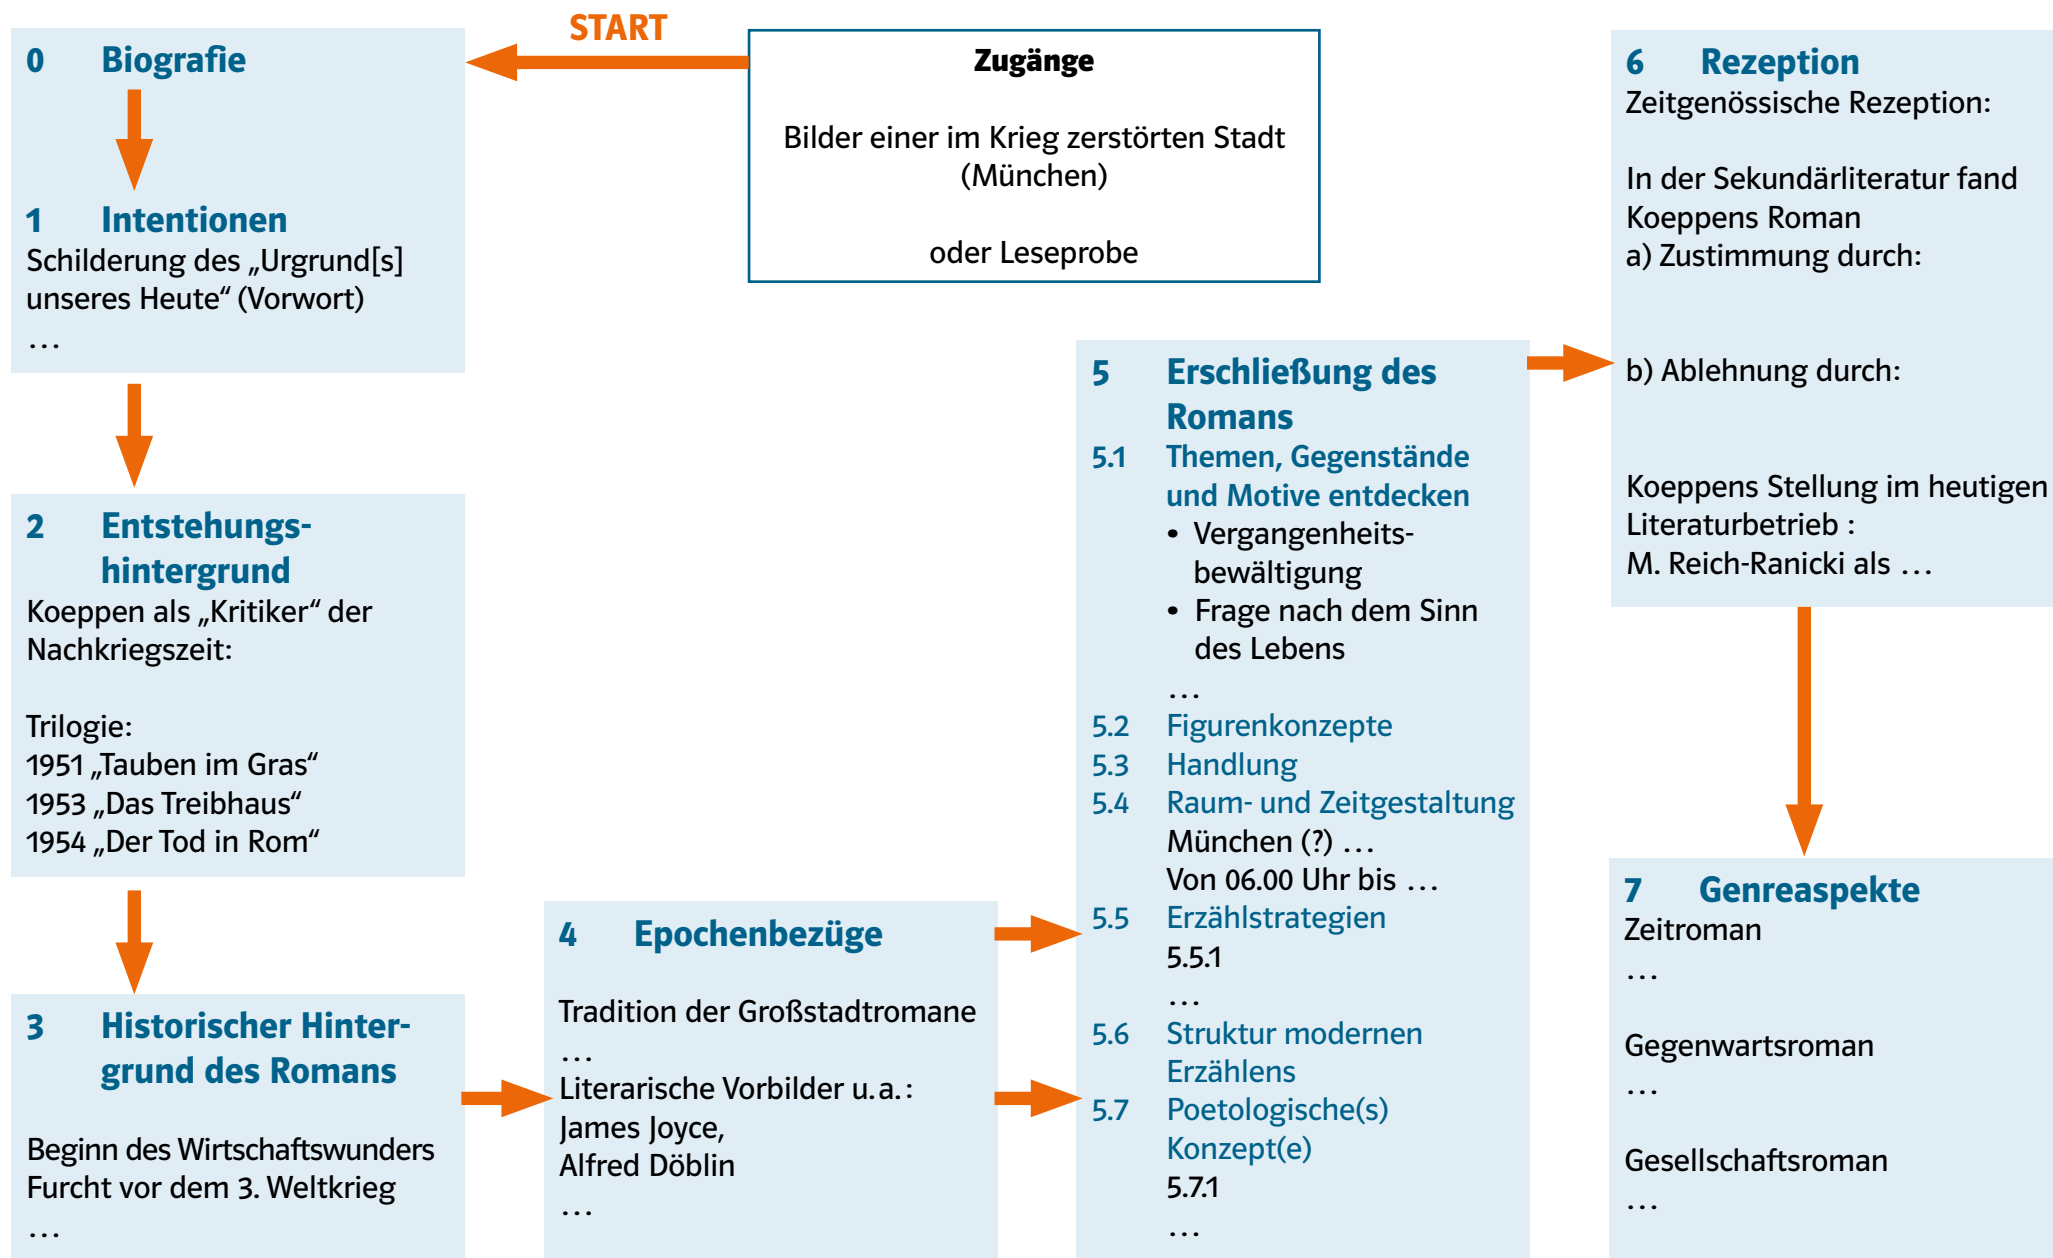 START
Zugänge
Bilder einer im Krieg zerstörten Stadt
(München)
oder Leseprobe
0 Biografie
1 Intentionen
Schilderung des „Urgrund[s]
unseres Heute“ (Vorwort)
…
2 Entstehungs-
hintergrund
Koeppen als „Kritiker“ der
Nachkriegszeit:
Trilogie:
1951 „Tauben im Gras“
1953 „Das Treibhaus“
1954 „Der Tod in Rom“
3 Historischer Hinter-
grund des Romans
Beginn des Wirtschaftswunders
Furcht vor dem 3. Weltkrieg
…
4 Epochenbezüge
Tradition der Großstadtromane
…
Literarische Vorbilder u. a.:
James Joyce,
Alfred Döblin
…
5 Erschließung des
Romans
5.1 Themen, Gegenstände
und Motive entdecken
• Vergangenheits-
bewältigung
• Frage nach dem Sinn
des Lebens
…
5.2 Figurenkonzepte
5.3 Handlung
5.4 Raum- und Zeitgestaltung
München (?) …
Von 06.00 Uhr bis …
5.5 Erzählstrategien
5.5.1
…
5.6 Struktur modernen
Erzählens
5.7 Poetologische(s)
Konzept(e)
5.7.1
…
6 Rezeption
Zeitgenössische Rezeption:
In der Sekundärliteratur fand
Koeppens Roman
a) Zustimmung durch:
b) Ablehnung durch:
Koeppens Stellung im heutigen
Literaturbetrieb :
M. Reich-Ranicki als …
7 Genreaspekte
Zeitroman
…
Gegenwartsroman
…
Gesellschaftsroman
…